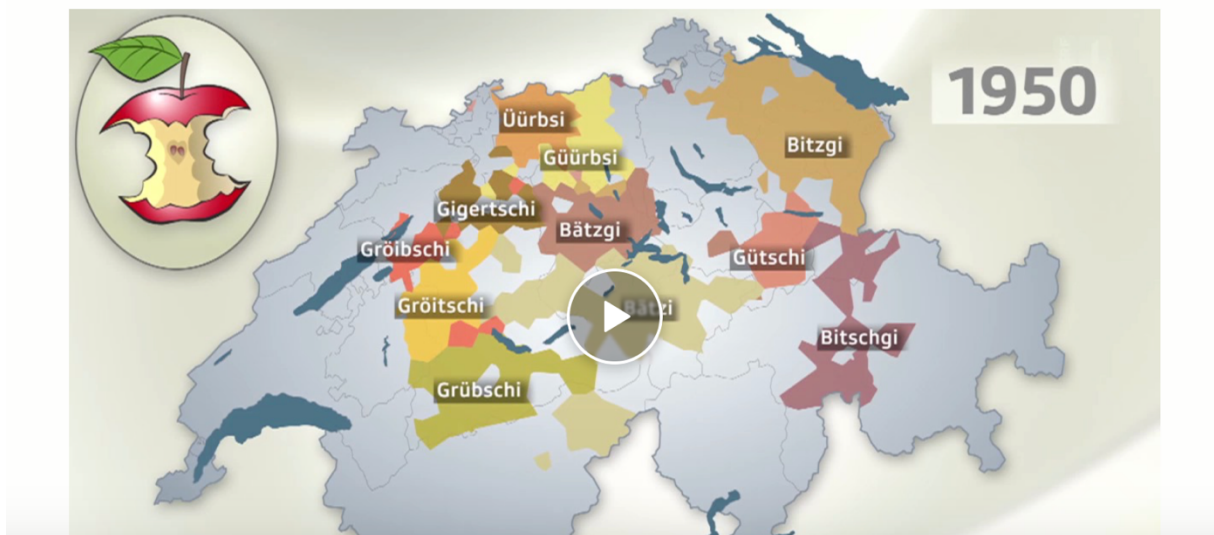 1950
Üürbsi
Bitzgi
Güürbsi
Gigertschi
Bätzgi
Gröibschi
Gütschi
Gröitschi
Bätzi
Bitschgi
Grübschi